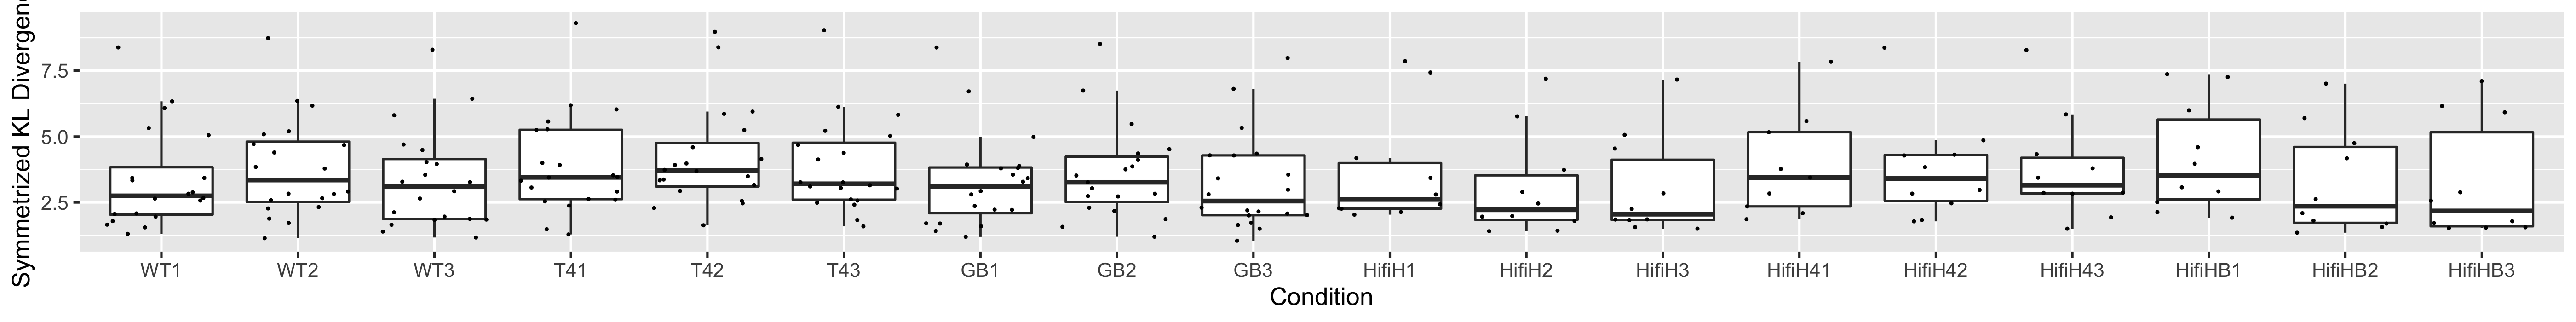 Symmetrized KL Divergen
7.5
5.0
2.5
WT1 WT2 WT3 T41 T42 T43 GB1 GB2 GB3 HifiH1 HifiH2 HifiH3 HifiH41 HifiH42 HifiH43 HifiHB1 HifiHB2 HifiHB3
Condition